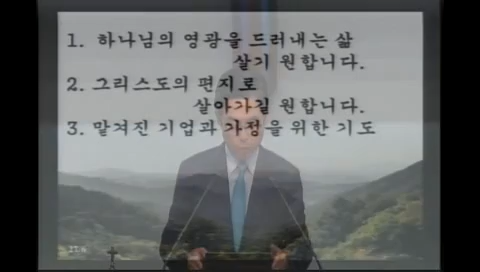 1. 하나님의 영광을 드러내는 삶
살기 원합니다.
2. 그리스도의 편지로
살아가길 원합니다.
3. 맡겨진 기업과 가정을 위한 기도